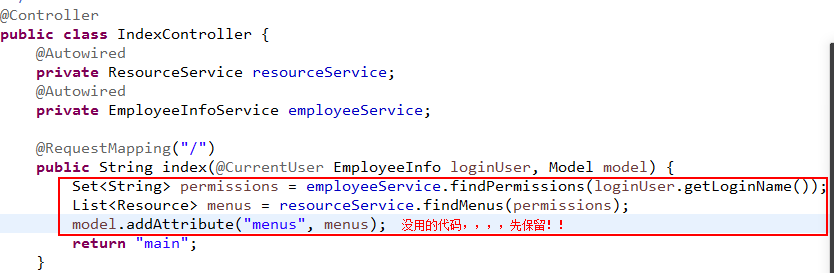 @Controller
public class IndexController {
@Autowired
private ResourceService resourceService;
@Autowired
private EmployeeInfoService employeeService;
@RequestMapping("/")
public String index(@CurrentUser EmployeeInfo loginUser, Model model) {
Set<String> permissions = employeeService.findPermissions(loginUser.getLoginName());
List<Resource> menus = resourceService.findMenus(permissions);
model.addAttribute("menus", menus); 没用的代码，，，，先保留！！
return "main";
}